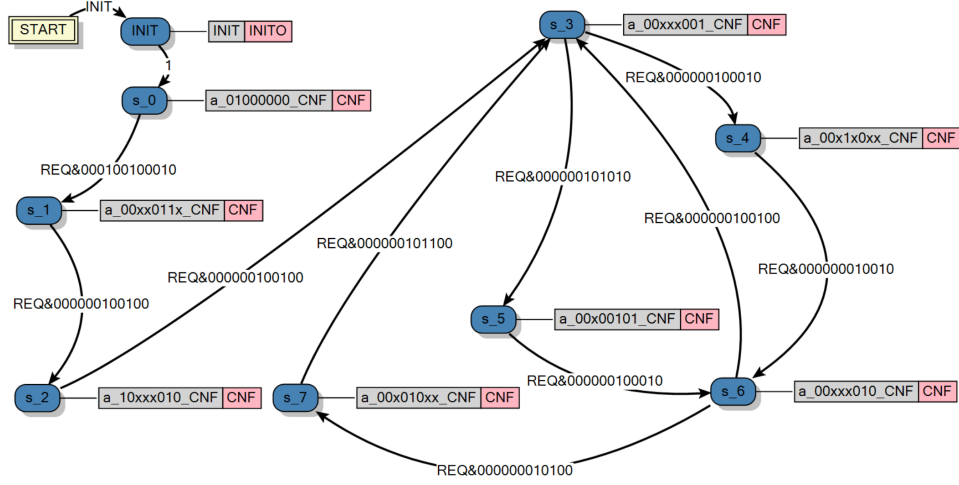 INIT
START
INIT
INIT
INITO
1
s_0
a_01000000_CNF
CNF
REQ&000100100010
s_1
a_00xx011x_CNF
CNF
REQ&000000100100
s_2
a_10xxx010_CNF
CNF
REQ&000000100100
s_3
a_00xxx001_CNF
CNF
REQ&000000100010
s_4
a_00x1x0xx_CNF
CNF
REQ&000000101010
REQ&000000100100
REQ&000000101100
REQ&000000010010
s_5
a_00x00101_CNF
CNF
REQ&000000100010
s_6
a_00xxx010_CNF
CNF
s_7
a_00x010xx_CNF
CNF
REQ&000000010100